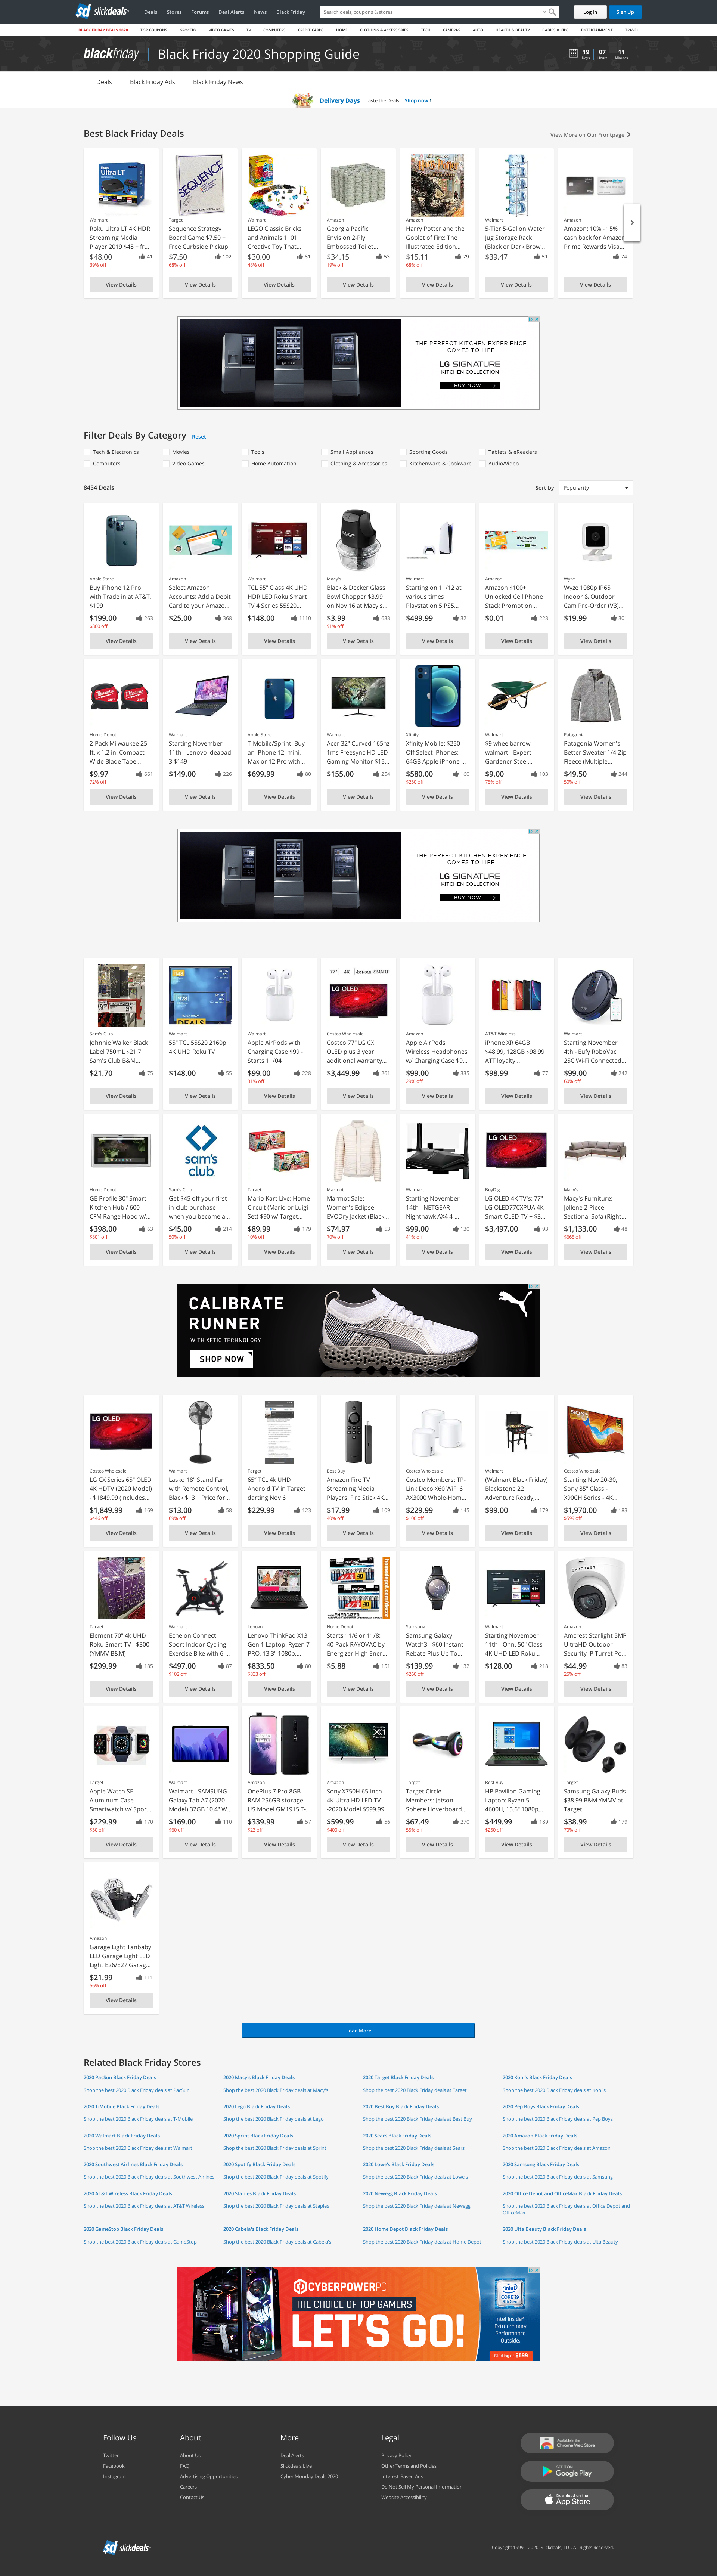 slickdeals
Deals Stores Forums Deal Alerts News Black Friday
Search deals, coupons & stores
Log In Sign Up
BLACK FRIDAY DEALS 2020 TOP COUPONS GROCERY VIDEO GAMES TV COMPUTERS CREDIT CARDS HOME CLOTHING & ACCESSORIES TECH CAMERAS AUTO HEALTH & BEAUTY BABIES & KIDS ENTERTAINMENT TRAVEL
blackfriday Black Friday 2020 Shopping Guide
19 Days 07 Hours 11 Minutes
Deals Black Friday Ads Black Friday News
Delivery Days Taste the Deals Shop now
Best Black Friday Deals
View More on Our Frontpage
Walmart
Roku Ultra LT 4K HDR
Streaming Media
Player 2019 $48 + fr...
$48.00 41
39% off
View Details
Target
Sequence Strategy
Board Game $7.50 +
Free Curbside Pickup
$7.50 102
68% off
View Details
Walmart
LEGO Classic Bricks
and Animals 11011
Creative Toy That...
$30.00 81
48% off
View Details
Amazon
Georgia Pacific
Envision 2-Ply
Embossed Toilet...
$34.15 53
19% off
View Details
Amazon
Harry Potter and the
Goblet of Fire: The
Illustrated Edition...
$15.11 79
68% off
View Details
Walmart
5-Tier 5-Gallon Water
Jug Storage Rack
(Black or Dark Brow...
$39.47 51
View Details
Amazon
Amazon: 10% - 15%
cash back for Amazon
Prime Rewards Visa...
74
View Details
THE PERFECT KITCHEN EXPERIENCE
COMES TO LIFE
LG SIGNATURE
KITCHEN COLLECTION
BUY NOW
Filter Deals By Category Reset
Tech & Electronics Movies Tools Small Appliances Sporting Goods Tablets & eReaders
Computers Video Games Home Automation Clothing & Accessories Kitchenware & Cookware Audio/Video
8454 Deals
Sort by Popularity
Apple Store
Buy iPhone 12 Pro
with Trade in at AT&T,
$199
$199.00 263
$800 off
View Details
Amazon
Select Amazon
Accounts: Add a Debit
Card to your Amazo...
$25.00 368
View Details
Walmart
TCL 55" Class 4K UHD
HDR LED Roku Smart
TV 4 Series 55S20...
$148.00 1110
View Details
Macy's
Black & Decker Glass
Bowl Chopper $3.99
on Nov 16 at Macy's...
$3.99 633
91% off
View Details
Walmart
Starting on 11/12 at
various times
Playstation 5 PS5...
$499.99 321
View Details
Amazon
Amazon $100+
Unlocked Cell Phone
Stack Promotion...
$0.01 223
View Details
Wyze
Wyze 1080p IP65
Indoor & Outdoor
Cam Pre-Order (V3)...
$19.99 301
View Details
Home Depot
2-Pack Milwaukee 25
ft. x 1.2 in. Compact
Wide Blade Tape...
$9.97 661
72% off
View Details
Walmart
Starting November
11th - Lenovo Ideapad
3 $149
$149.00 226
View Details
Apple Store
T-Mobile/Sprint: Buy
an iPhone 12, mini,
Max or 12 Pro with...
$699.99 80
View Details
Walmart
Acer 32" Curved 165hz
1ms Freesync HD LED
Gaming Monitor $15...
$155.00 254
View Details
Xfinity
Xfinity Mobile: $250
Off Select iPhones:
64GB Apple iPhone ...
$580.00 160
$250 off
View Details
Walmart
$9 wheelbarrow
walmart - Expert
Gardener Steel...
$9.00 103
75% off
View Details
Patagonia
Patagonia Women's
Better Sweater 1/4-Zip
Fleece (Multiple...
$49.50 244
50% off
View Details
THE PERFECT KITCHEN EXPERIENCE
COMES TO LIFE
LG SIGNATURE
KITCHEN COLLECTION
BUY NOW
Sam's Club
Johnnie Walker Black
Label 750mL $21.71
Sam's Club B&M...
$21.70 75
View Details
Walmart
55" TCL 55S20 2160p
4K UHD Roku TV
$148.00 55
View Details
Walmart
Apple AirPods with
Charging Case $99 -
Starts 11/04
$99.00 228
31% off
View Details
Costco Wholesale
Costco 77" LG CX
OLED plus 3 year
additional warranty...
$3,449.99 261
View Details
Amazon
Apple AirPods
Wireless Headphones
w/ Charging Case $9...
$99.00 335
29% off
View Details
AT&T Wireless
iPhone XR 64GB
$48.99, 128GB $98.99
ATT loyalty...
$98.99 77
View Details
Walmart
Starting November
4th - Eufy RoboVac
25C Wi-Fi Connected...
$99.00 242
60% off
View Details
Home Depot
GE Profile 30" Smart
Kitchen Hub / 600
CFM Range Hood w/...
$398.00 63
$801 off
View Details
Sam's Club
Get $45 off your first
in-club purchase
when you become a...
$45.00 214
50% off
View Details
Target
Mario Kart Live: Home
Circuit (Mario or Luigi
Set) $90 w/ Target...
$89.99 179
10% off
View Details
Marmot
Marmot Sale:
Women's Eclipse
EVODry Jacket (Black...
$74.97 53
70% off
View Details
Walmart
Starting November
14th - NETGEAR
Nighthawk AX4 4-...
$99.00 130
41% off
View Details
BuyDig
LG OLED 4K TV's: 77"
LG OLED77CXPUA 4K
Smart OLED TV + $3...
$3,497.00 93
View Details
Macy's
Macy's Furniture:
Jollene 2-Piece
Sectional Sofa (Right...
$1,133.00 48
$665 off
View Details
CALIBRATE
RUNNER
WITH XETIC TECHNOLOGY
SHOP NOW
Costco Wholesale
LG CX Series 65" OLED
4K HDTV (2020 Model)
- $1849.99 (Includes...
$1,849.99 169
$446 off
View Details
Walmart
Lasko 18" Stand Fan
with Remote Control,
Black $13 | Price for...
$13.00 58
69% off
View Details
Target
65" TCL 4k UHD
Android TV in Target
darting Nov 6
$229.99 123
View Details
Best Buy
Amazon Fire TV
Streaming Media
Players: Fire Stick 4K...
$17.99 109
40% off
View Details
Costco Wholesale
Costco Members: TP-
Link Deco X60 WiFi 6
AX3000 Whole-Hom...
$229.99 145
$100 off
View Details
Walmart
(Walmart Black Friday)
Blackstone 22
Adventure Ready,...
$99.00 179
View Details
Costco Wholesale
Starting Nov 20-30,
Sony 85" Class -
X90CH Series - 4K...
$1,970.00 183
$599 off
View Details
Target
Element 70" 4k UHD
Roku Smart TV - $300
(YMMV B&M)
$299.99 185
View Details
Walmart
Echelon Connect
Sport Indoor Cycling
Exercise Bike with 6-...
$497.00 87
$102 off
View Details
Lenovo
Lenovo ThinkPad X13
Gen 1 Laptop: Ryzen 7
PRO, 13.3" 1080p,...
$833.50 80
$833 off
View Details
Home Depot
Starts 11/6 or 11/8:
40-Pack RAYOVAC by
Energizer High Ener...
$5.88 151
View Details
Samsung
Samsung Galaxy
Watch3 - $60 Instant
Rebate Plus Up To...
$139.99 132
$260 off
View Details
Walmart
Starting November
11th - Onn. 50" Class
4K UHD LED Roku...
$128.00 218
View Details
Amazon
Amcrest Starlight 5MP
UltraHD Outdoor
Security IP Turret Po...
$44.99 83
25% off
View Details
Target
Apple Watch SE
Aluminum Case
Smartwatch w/ Spor...
$229.99 170
$50 off
View Details
Walmart
Walmart - SAMSUNG
Galaxy Tab A7 (2020
Model) 32GB 10.4" W...
$169.00 110
$60 off
View Details
Amazon
OnePlus 7 Pro 8GB
RAM 256GB storage
US Model GM1915 T-...
$339.99 57
$23 off
View Details
Amazon
Sony X750H 65-inch
4K Ultra HD LED TV
-2020 Model $599.99
$599.99 56
$400 off
View Details
Target
Target Circle
Members: Jetson
Sphere Hoverboard...
$67.49 270
55% off
View Details
Best Buy
HP Pavilion Gaming
Laptop: Ryzen 5
4600H, 15.6" 1080p,...
$449.99 189
$250 off
View Details
Target
Samsung Galaxy Buds
$38.99 B&M YMMV at
Target
$38.99 179
70% off
View Details
Amazon
Garage Light Tanbaby
LED Garage Light LED
Light E26/E27 Garag...
$21.99 111
56% off
View Details
Load More
Related Black Friday Stores
2020 PacSun Black Friday Deals 2020 Macy's Black Friday Deals 2020 Target Black Friday Deals 2020 Kohl's Black Friday Deals
Shop the best 2020 Black Friday deals at PacSun Shop the best 2020 Black Friday deals at Macy's Shop the best 2020 Black Friday deals at Target Shop the best 2020 Black Friday deals at Kohl's
2020 T-Mobile Black Friday Deals 2020 Lego Black Friday Deals 2020 Best Buy Black Friday Deals 2020 Pep Boys Black Friday Deals
Shop the best 2020 Black Friday deals at T-Mobile Shop the best 2020 Black Friday deals at Lego Shop the best 2020 Black Friday deals at Best Buy Shop the best 2020 Black Friday deals at Pep Boys
2020 Walmart Black Friday Deals 2020 Sprint Black Friday Deals 2020 Sears Black Friday Deals 2020 Amazon Black Friday Deals
Shop the best 2020 Black Friday deals at Walmart Shop the best 2020 Black Friday deals at Sprint Shop the best 2020 Black Friday deals at Sears Shop the best 2020 Black Friday deals at Amazon
2020 Southwest Airlines Black Friday Deals 2020 Spotify Black Friday Deals 2020 Lowe's Black Friday Deals 2020 Samsung Black Friday Deals
Shop the best 2020 Black Friday deals at Southwest Airlines Shop the best 2020 Black Friday deals at Spotify Shop the best 2020 Black Friday deals at Lowe's Shop the best 2020 Black Friday deals at Samsung
2020 AT&T Wireless Black Friday Deals 2020 Staples Black Friday Deals 2020 Newegg Black Friday Deals 2020 Office Depot and OfficeMax Black Friday Deals
Shop the best 2020 Black Friday deals at AT&T Wireless Shop the best 2020 Black Friday deals at Staples Shop the best 2020 Black Friday deals at Newegg Shop the best 2020 Black Friday deals at Office Depot and
OfficeMax
2020 GameStop Black Friday Deals 2020 Cabela's Black Friday Deals 2020 Home Depot Black Friday Deals 2020 Ulta Beauty Black Friday Deals
Shop the best 2020 Black Friday deals at GameStop Shop the best 2020 Black Friday deals at Cabela's Shop the best 2020 Black Friday deals at Home Depot Shop the best 2020 Black Friday deals at Ulta Beauty
CYBERPOWERPC
THE CHOICE OF TOP GAMERS
LET'S GO!
intel CORE i9
Intel Inside®.
Extraordinary
Performance
Outside.
Starting at $599
Follow Us About More Legal
Twitter About Us Deal Alerts Privacy Policy
Facebook FAQ Slickdeals Live Other Terms and Policies
Instagram Advertising Opportunities Cyber Monday Deals 2020 Interest-Based Ads
Careers Do Not Sell My Personal Information
Contact Us Website Accessibility
Available in the Chrome Web Store
GET IT ON Google Play
Download on the App Store
slickdeals
Copyright 1999 - 2020. Slickdeals, LLC. All Rights Reserved.